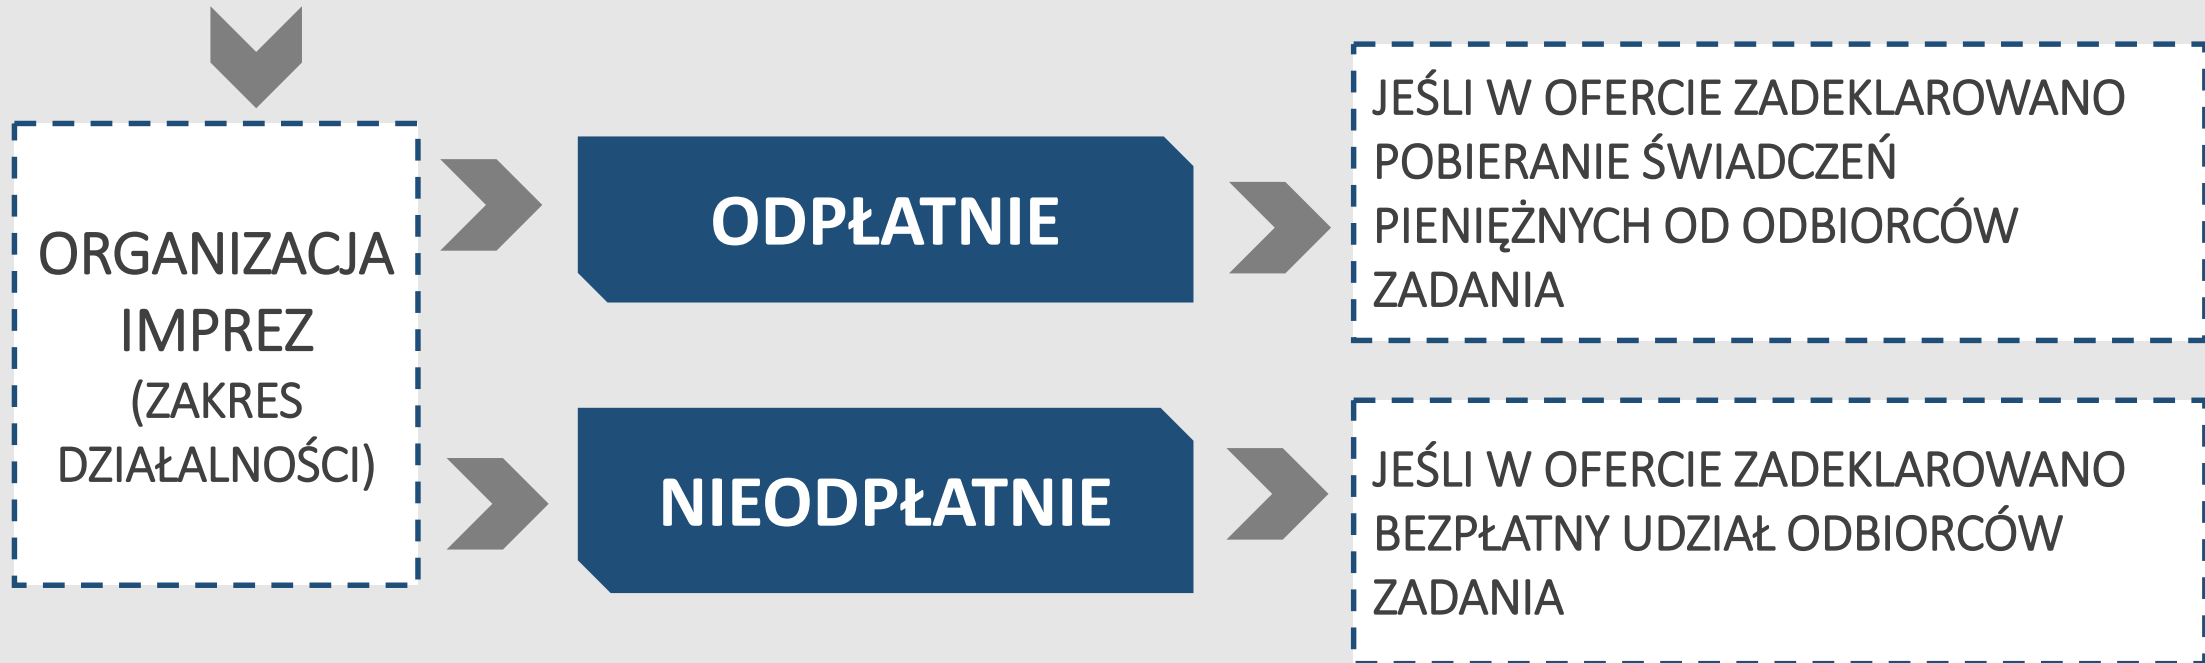 ORGANIZACJA
IMPREZ
(ZAKRES
DZIAŁALNOŚCI)
ODPŁATNIE
JEŚLI W OFERCIE ZADEKLAROWANO
POBIERANIE ŚWIADCZEŃ
PIENIĘŻNYCH OD ODBIORCÓW
ZADANIA
NIEODPŁATNIE
JEŚLI W OFERCIE ZADEKLAROWANO
BEZPŁATNY UDZIAŁ ODBIORCÓW
ZADANIA